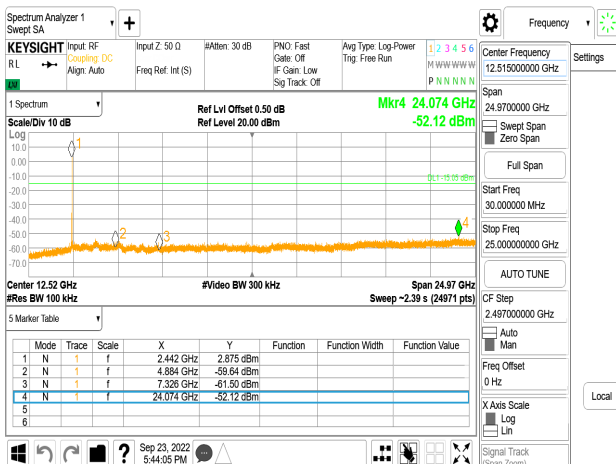 Spectrum Analyzer 1
Swept SA
Frequency
KEYSIGHT
RL
LNI
Input: RF
Coupling: DC
Align: Auto
Input Z: 50 Ω
Freq Ref: Int (S)
#Atten: 30 dB
PNO: Fast
Gate: Off
IF Gain: Low
Sig Track: Off
Avg Type: Log-Power
Trig: Free Run
1 2 3 4 5 6
M W W W W W
P N N N N N
1 Spectrum
Scale/Div 10 dB
Ref Lvl Offset 0.50 dB
Ref Level 20.00 dBm
Mkr4 24.074 GHz
-52.12 dBm
Log
10.0
0.00
-10.0
-20.0
-30.0
-40.0
-50.0
-60.0
-70.0
1
2
3
4
DL1 -15.05 dBm
Center 12.52 GHz
#Res BW 100 kHz
#Video BW 300 kHz
Span 24.97 GHz
Sweep ~2.39 s (24971 pts)
5 Marker Table
Mode Trace Scale X Y Function Function Width Function Value
1 N 1 f 2.442 GHz 2.875 dBm
2 N 1 f 4.884 GHz -59.64 dBm
3 N 1 f 7.326 GHz -61.50 dBm
4 N 1 f 24.074 GHz -52.12 dBm
5
6
Sep 23, 2022
5:44:05 PM
Center Frequency
12.515000000 GHz
Settings
Span
24.9700000 GHz
Swept Span
Zero Span
Full Span
Start Freq
30.000000 MHz
Stop Freq
25.000000000 GHz
AUTO TUNE
CF Step
2.497000000 GHz
Auto
Man
Freq Offset
0 Hz
X Axis Scale
Log
Lin
Local
Signal Track
(Span Zoom)